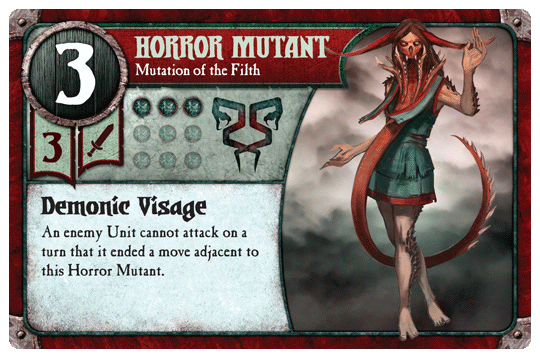 3
HORROR MUTANT
Mutation of the Filth
3
Demonic Visage
An enemy Unit cannot attack on a
turn that it ended a move adjacent to
this Horror Mutant.